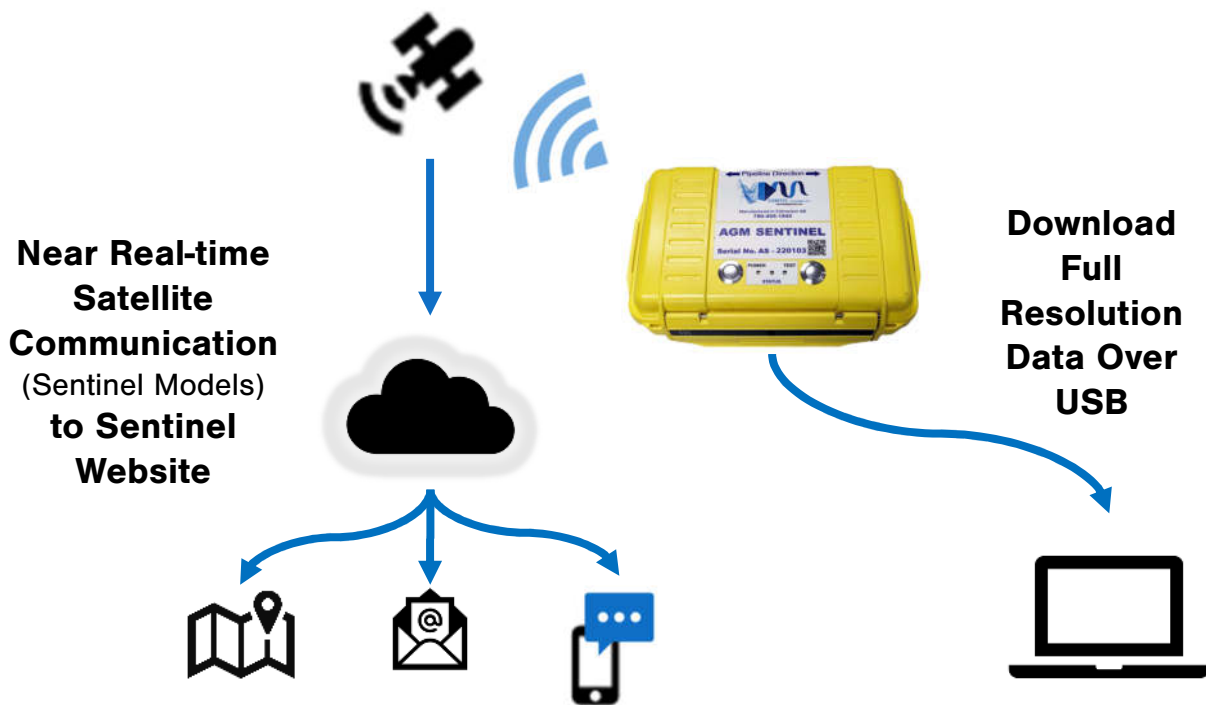 Near Real-time
Satellite
Communication
(Sentinel Models)
to Sentinel
Website
Pipeline Direction
AGM SENTINEL
Serial No. AS - 220103
POWER TEST
STATUS
Download
Full
Resolution
Data Over
USB
@